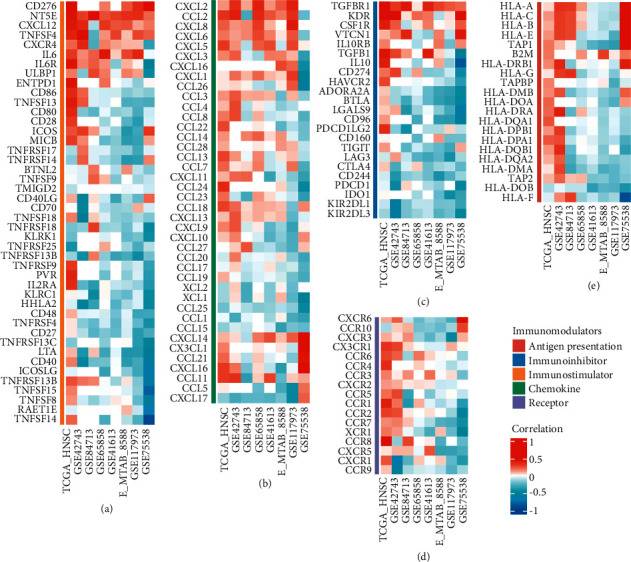 CD276
NT5E
CXCL12
TNFSF4
CXCR4
IL6
IL6R
ULBP1
ENTPD1
CD86
TNFSF13
CD80
CD28
ICOS
MICB
TNFRSF17
TNFRSF14
BTNL2
TNFSF9
TMIGD2
CD40LG
CD70
TNFSF18
TNFRSF18
KLRK1
TNFRSF25
TNFSF13B
TNFRSF9
PVR
IL2RA
KLRC1
HHLA2
CD48
TNFRSF4
CD27
TNFRSF13C
LTA
CD40
ICOSLG
TNFRSF13B
TNFSF15
TNFSF8
RAET1E
TNFSF14
TCGA_HNSC
GSE42743
GSE84713
GSE65858
GSE41613
E_MTAB_8588
GSE117973
GSE75538
(a)
CXCL2
CCL2
CXCL8
CXCL6
CXCL5
CXCL3
CXCL16
CXCL1
CCL26
CCL3
CCL4
CCL8
CCL22
CCL14
CCL28
CCL13
CCL7
CXCL11
CCL24
CCL23
CCL18
CXCL13
CXCL9
CXCL10
CCL27
CCL20
CCL17
CCL19
XCL2
XCL1
CCL25
CCL1
CCL15
CXCL14
CX3CL1
CCL21
CXCL16
CCL11
CCL5
CXCL17
TCGA_HNSC
GSE42743
GSE84713
GSE65858
GSE41613
E_MTAB_8588
GSE117973
GSE75538
(b)
TGFBR1
KDR
CSF1R
VTCN1
IL10RB
TGFB1
IL10
CD274
HAVCR2
ADORA2A
BTLA
LGALS9
CD96
PDCD1LG2
CD160
TIGIT
LAG3
CTLA4
CD244
PDCD1
IDO1
KIR2DL1
KIR2DL3
TCGA_HNSC
GSE42743
GSE84713
GSE65858
GSE41613
E_MTAB_8588
GSE117973
GSE75538
(c)
CXCR6
CCR10
CXCR3
CX3CR1
CCR6
CCR4
CCR3
CXCR2
CCR5
CCR1
CCR2
CCR7
XCR1
CCR8
CXCR5
CXCR1
CCR9
TCGA_HNSC
GSE42743
GSE84713
GSE65858
GSE41613
E_MTAB_8588
GSE117973
GSE75538
(d)
HLA-A
HLA-C
HLA-B
HLA-E
TAP1
B2M
HLA-DRB1
HLA-G
TAPBP
HLA-DMB
HLA-DOA
HLA-DRA
HLA-DQA1
HLA-DPB1
HLA-DPA1
HLA-DQB1
HLA-DQA2
HLA-DMA
TAP2
HLA-DOB
HLA-F
TCGA_HNSC
GSE42743
GSE84713
GSE65858
GSE41613
E_MTAB_8588
GSE117973
GSE75538
(e)
Immunomodulators
Antigen presentation
Immunoinhibitor
Immunostimulator
Chemokine
Receptor
Correlation
1
0.5
0
-0.5
-1